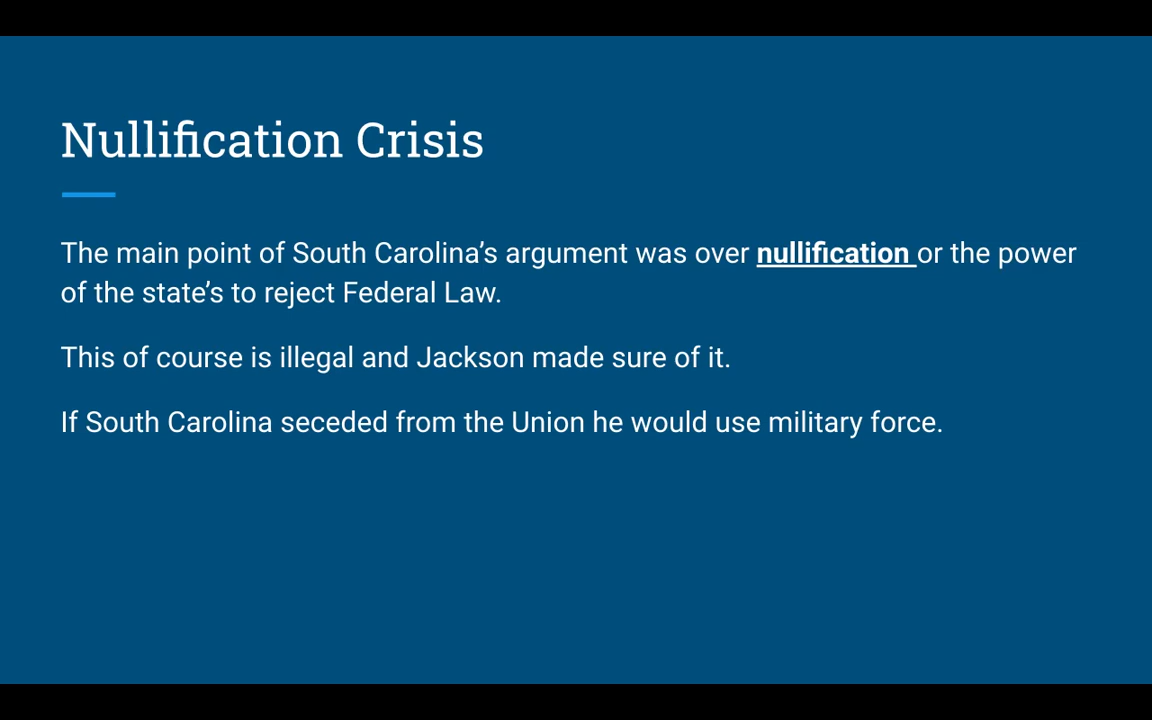 Nullification Crisis
The main point of South Carolina’s argument was over nullification or the power
of the state’s to reject Federal Law.
This of course is illegal and Jackson made sure of it.
If South Carolina seceded from the Union he would use military force.